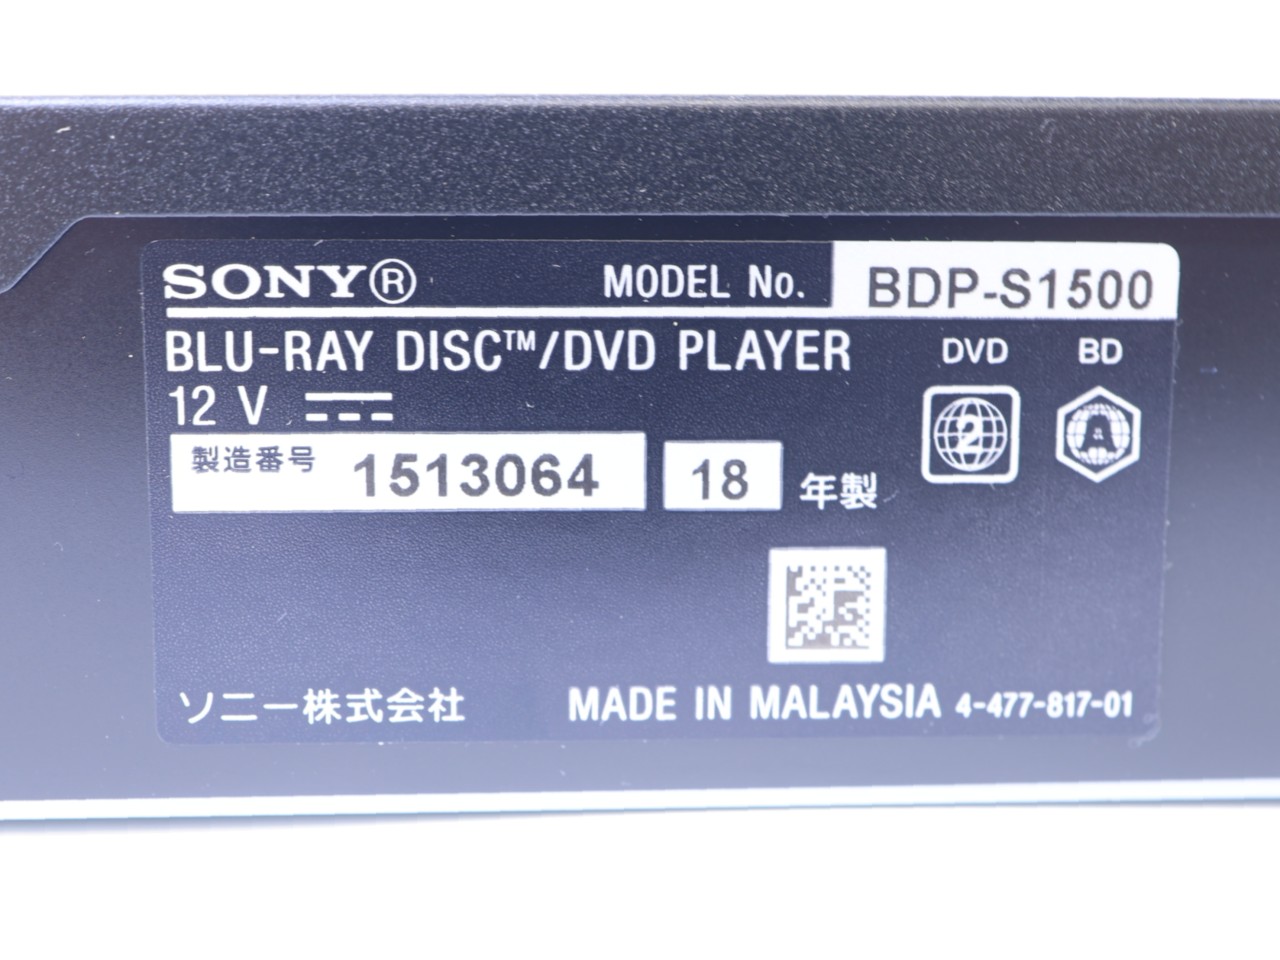 SONY® MODEL No. BDP-S1500
BLU-RAY DISC™/DVD PLAYER DVD BD
12 V
2 A
製造番号 1513064 18 年製
ソニー株式会社 MADE IN MALAYSIA 4-477-817-01